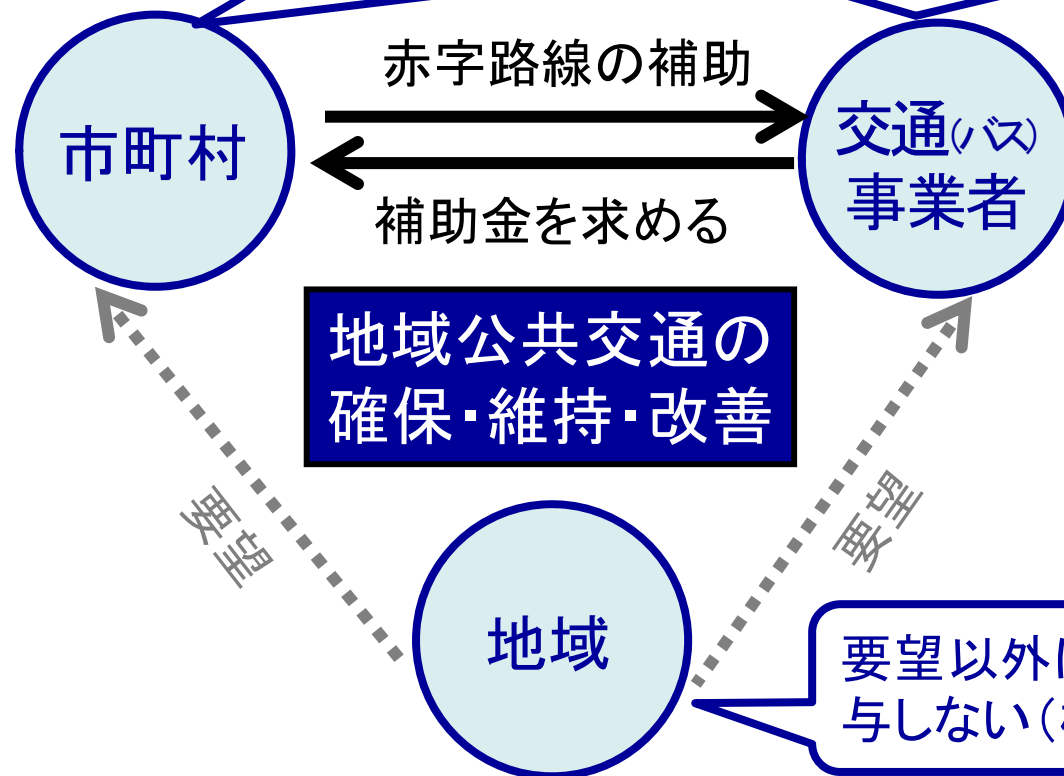 赤字路線の補助
市町村
交通(バス)
事業者
補助金を求める
地域公共交通の
確保・維持・改善
要望
要望
地域
要望以外
与しない(